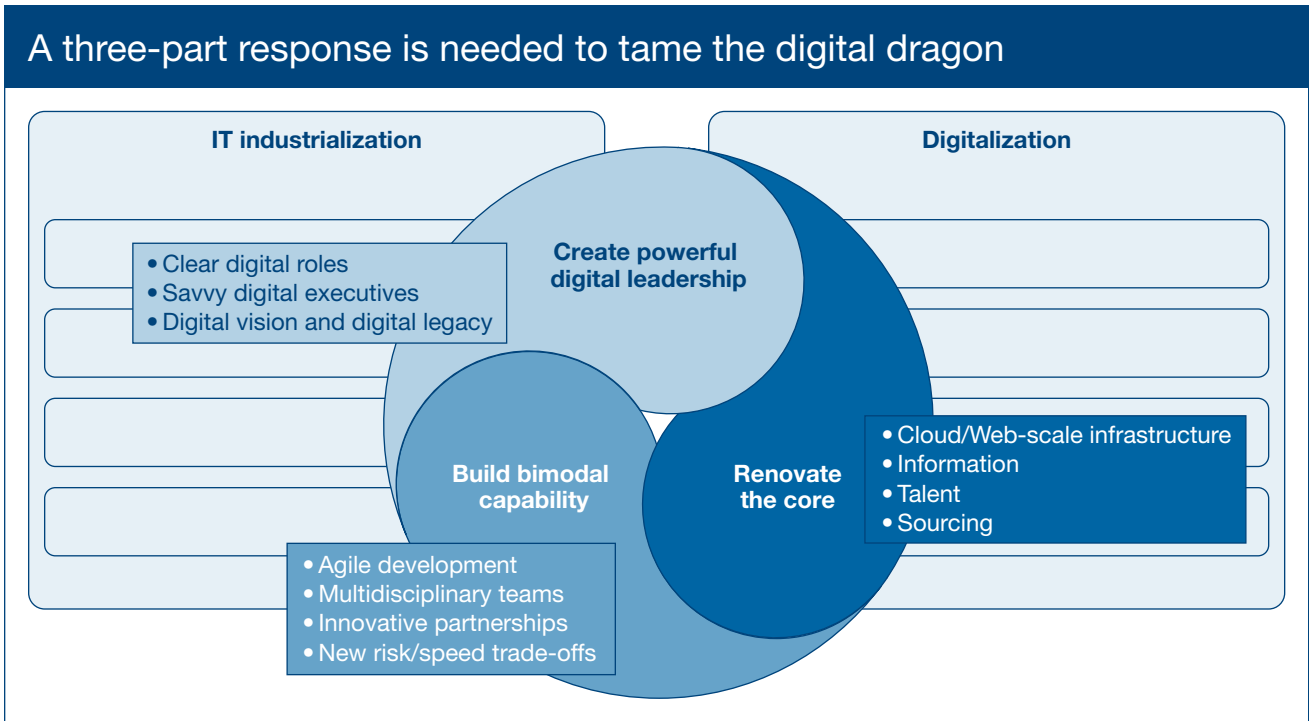 A three-part response is needed to tame the digital dragon
IT industrialization
Digitalization
Create powerful
digital leadership
• Clear digital roles
• Savvy digital executives
• Digital vision and digital legacy
• Cloud/Web-scale infrastructure
• Information
• Talent
• Sourcing
Build bimodal
capability
Renovate
the core
• Agile development
• Multidisciplinary teams
• Innovative partnerships
• New risk/speed trade-offs